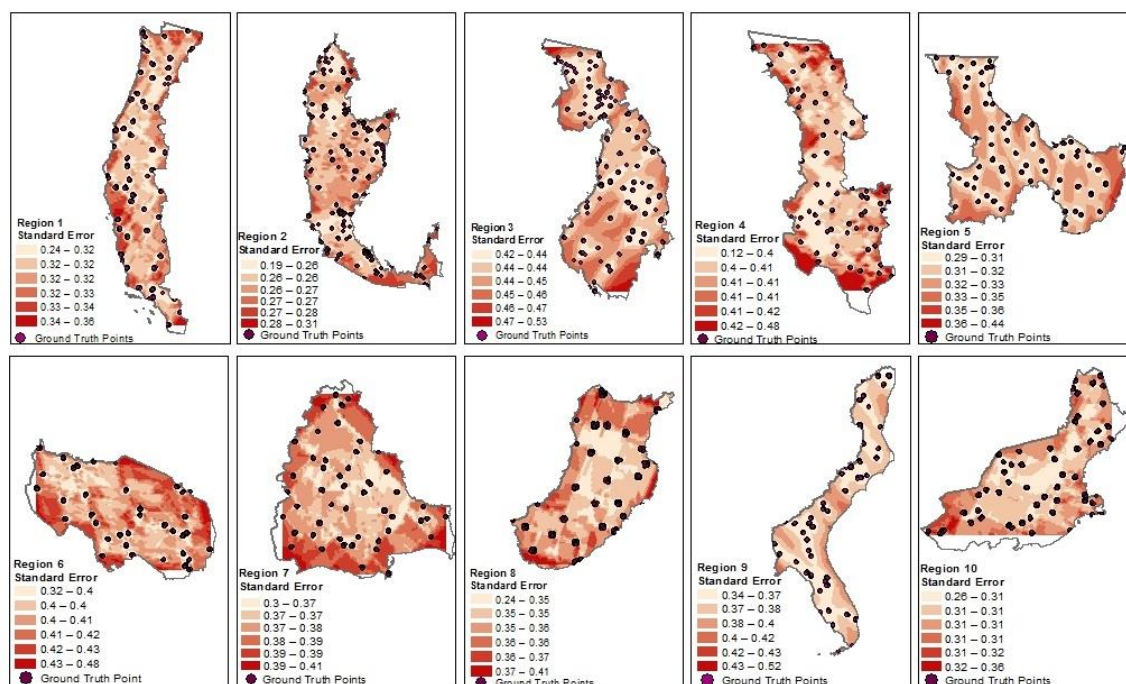 Region 1
Standard Error
0.24 – 0.32
0.32 – 0.32
0.32 – 0.32
0.32 – 0.33
0.33 – 0.34
0.34 – 0.36
Ground Truth Points
Region 2
Standard Error
0.19 – 0.26
0.26 – 0.26
0.26 – 0.27
0.27 – 0.27
0.27 – 0.28
0.28 – 0.31
Ground Truth Points
Region 3
Standard Error
0.42 – 0.44
0.44 – 0.44
0.44 – 0.45
0.45 – 0.46
0.46 – 0.47
0.47 – 0.53
Ground Truth Points
Region 4
Standard Error
0.12 – 0.4
0.4 – 0.41
0.41 – 0.41
0.41 – 0.41
0.41 – 0.42
0.42 – 0.48
Ground Truth Points
Region 5
Standard Error
0.29 – 0.31
0.31 – 0.32
0.32 – 0.33
0.33 – 0.35
0.35 – 0.36
0.36 – 0.44
Ground Truth Points
Region 6
Standard Error
0.32 – 0.4
0.4 – 0.4
0.4 – 0.41
0.41 – 0.42
0.42 – 0.43
0.43 – 0.48
Ground Truth Point
Region 7
Standard Error
0.3 – 0.37
0.37 – 0.37
0.37 – 0.38
0.38 – 0.39
0.39 – 0.39
0.39 – 0.41
Ground Truth Points
Region 8
Standard Error
0.24 – 0.35
0.35 – 0.35
0.35 – 0.36
0.36 – 0.36
0.36 – 0.37
0.37 – 0.41
Ground Truth Points
Region 9
Standard Error
0.34 – 0.37
0.37 – 0.38
0.38 – 0.4
0.4 – 0.42
0.42 – 0.43
0.43 – 0.52
Ground Truth Points
Region 10
Standard Error
0.26 – 0.31
0.31 – 0.31
0.31 – 0.31
0.31 – 0.31
0.31 – 0.32
0.32 – 0.36
Ground Truth Points